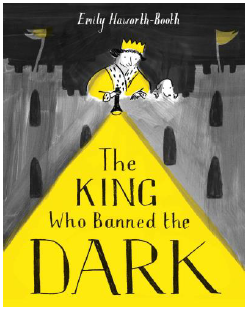 Emily Haworth-Booth
The
KING
Who Banned the
DARK